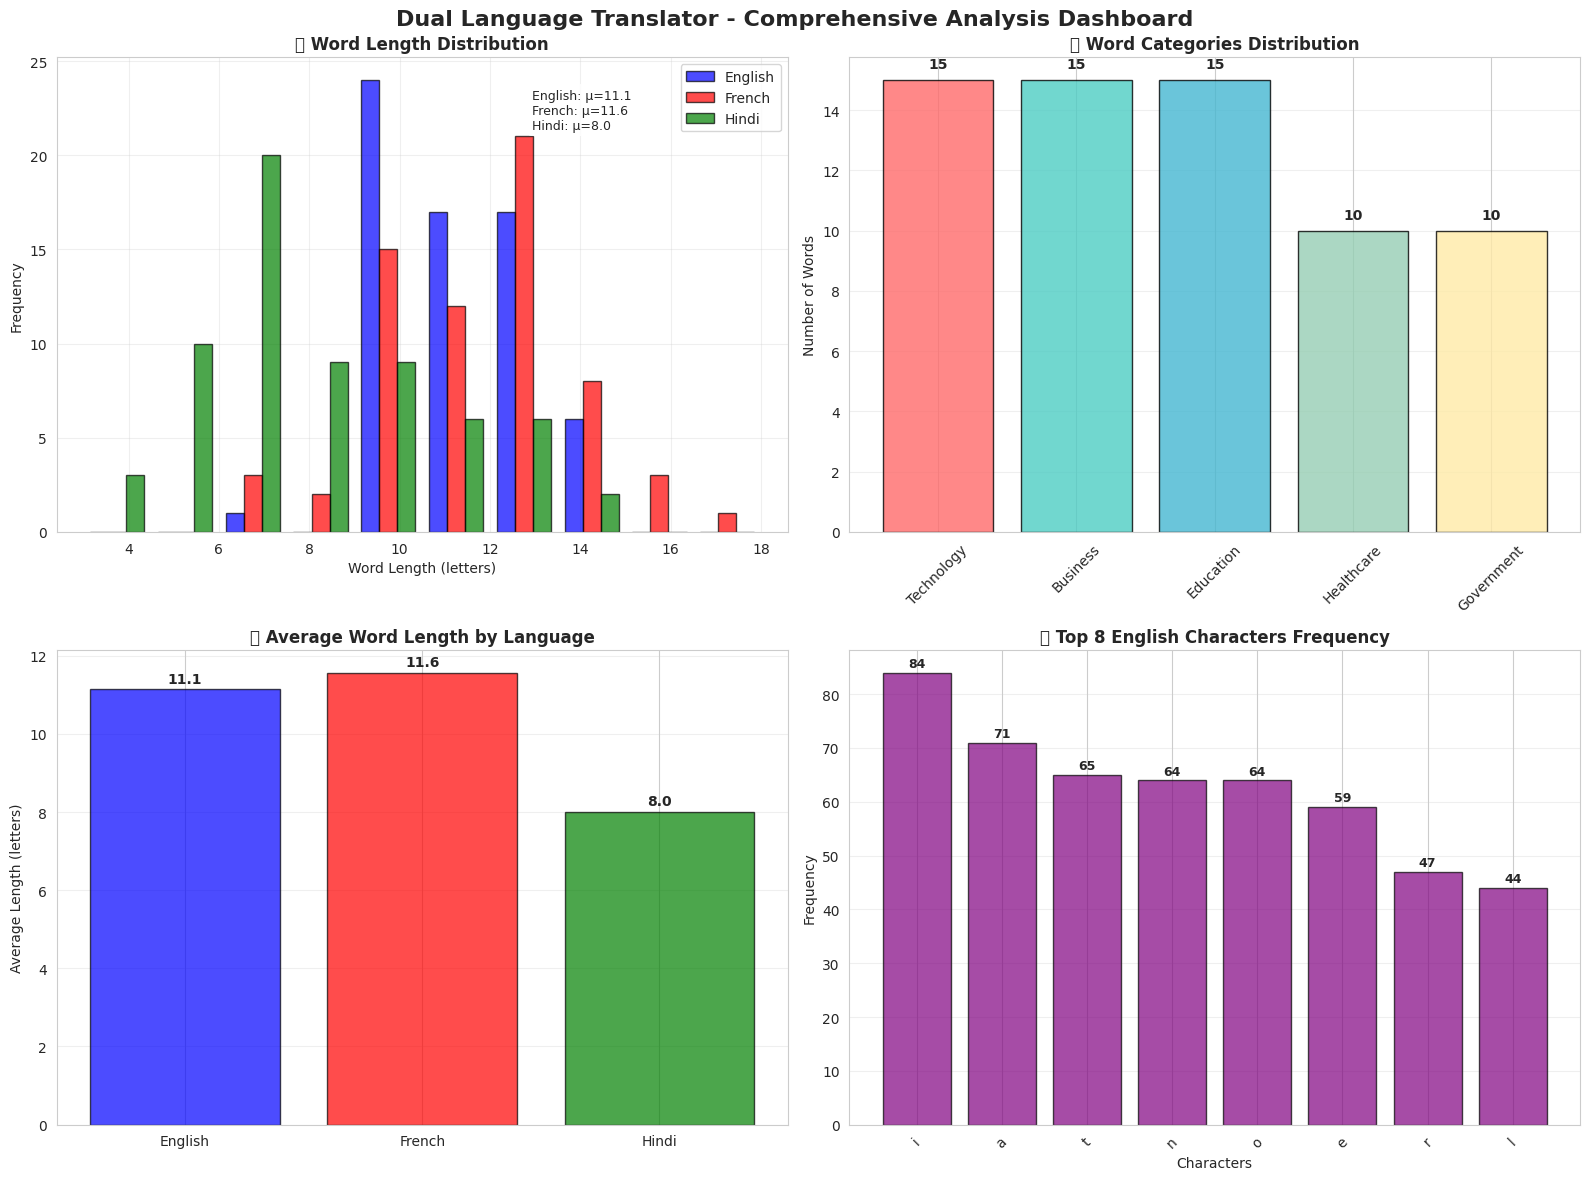 Dual Language Translator - Comprehensive Analysis Dashboard
Word Length Distribution
25
20
15
10
5
0
Frequency
English: μ=11.1
French: μ=11.6
Hindi: μ=8.0
English
French
Hindi
4 6 8 10 12 14 16 18
Word Length (letters)
Word Categories Distribution
14
12
10
8
6
4
2
0
Number of Words
15 15 15 10 10
Technology Business Education Healthcare Government
Average Word Length by Language
12
10
8
6
4
2
0
Average Length (letters)
11.1 11.6 8.0
English French Hindi
Top 8 English Characters Frequency
80
70
60
50
40
30
20
10
0
Frequency
84 71 65 64 64 59 47 44
i a t n o e r l
Characters